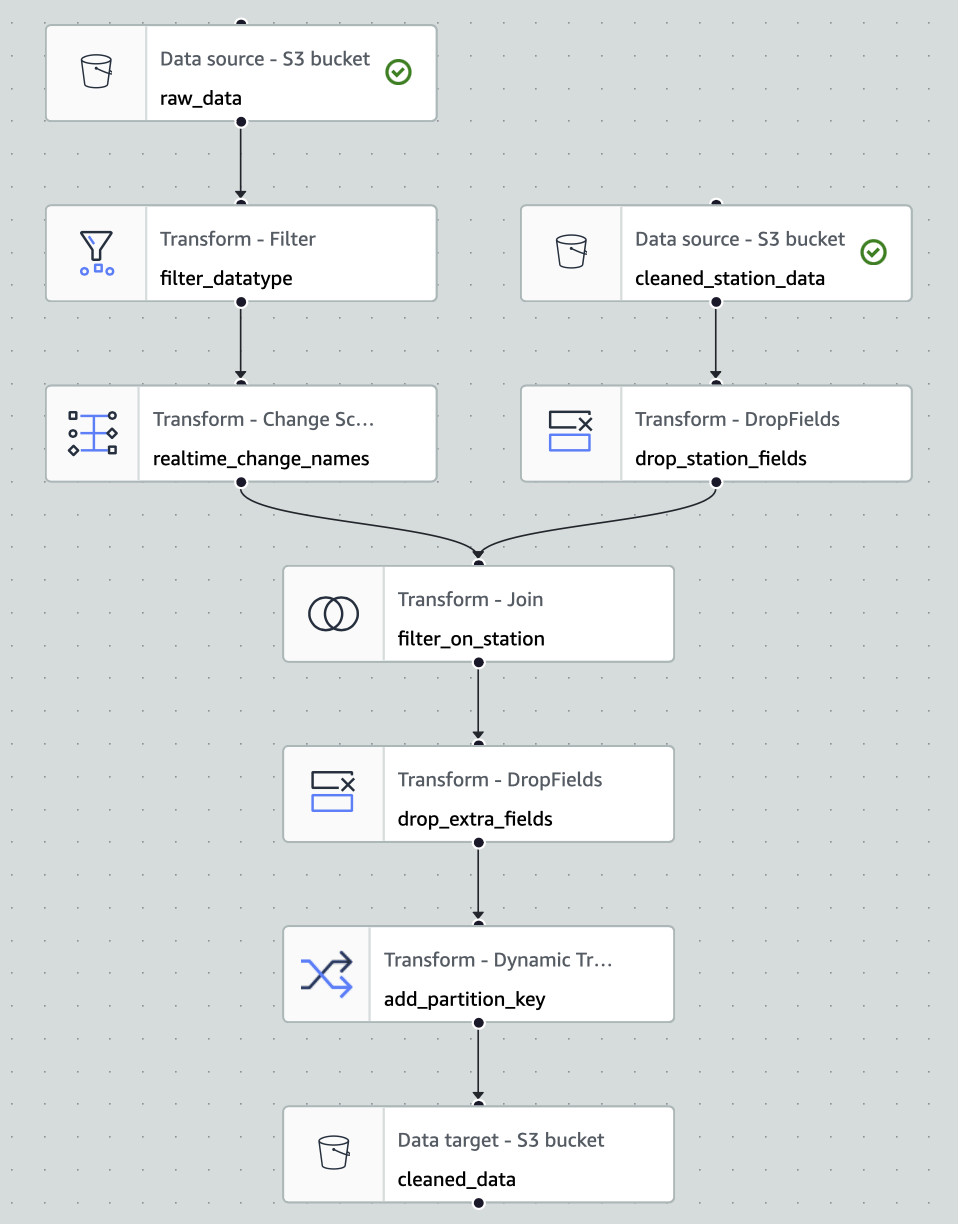 Data source - S3 bucket
raw_data
Transform - Filter
filter_datatype
Data source - S3 bucket
cleaned_station_data
Transform - Change Sc...
realtime_change_names
Transform - DropFields
drop_station_fields
Transform - Join
filter_on_station
Transform - DropFields
drop_extra_fields
Transform - Dynamic Tr...
add_partition_key
Data target - S3 bucket
cleaned_data